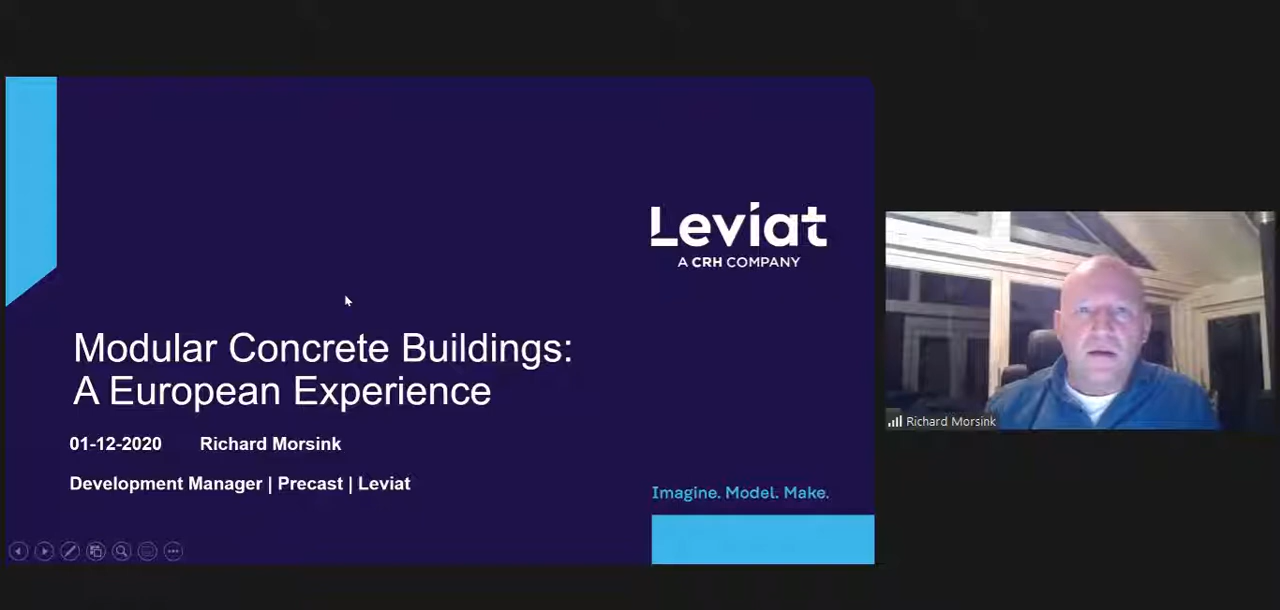 Leviat
A CRH COMPANY
Modular Concrete Buildings:
A European Experience
01-12-2020 Richard Morsink
Development Manager | Precast | Leviat
Imagine. Model. Make.
Richard Morsink